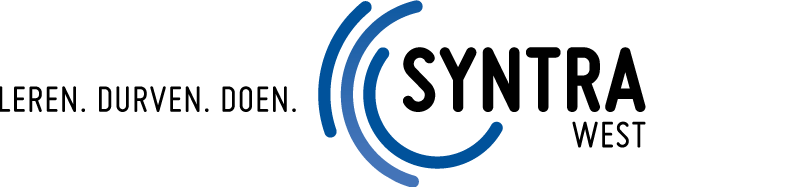 LEREN. DURVEN. DOEN.
SYNTRA
WEST